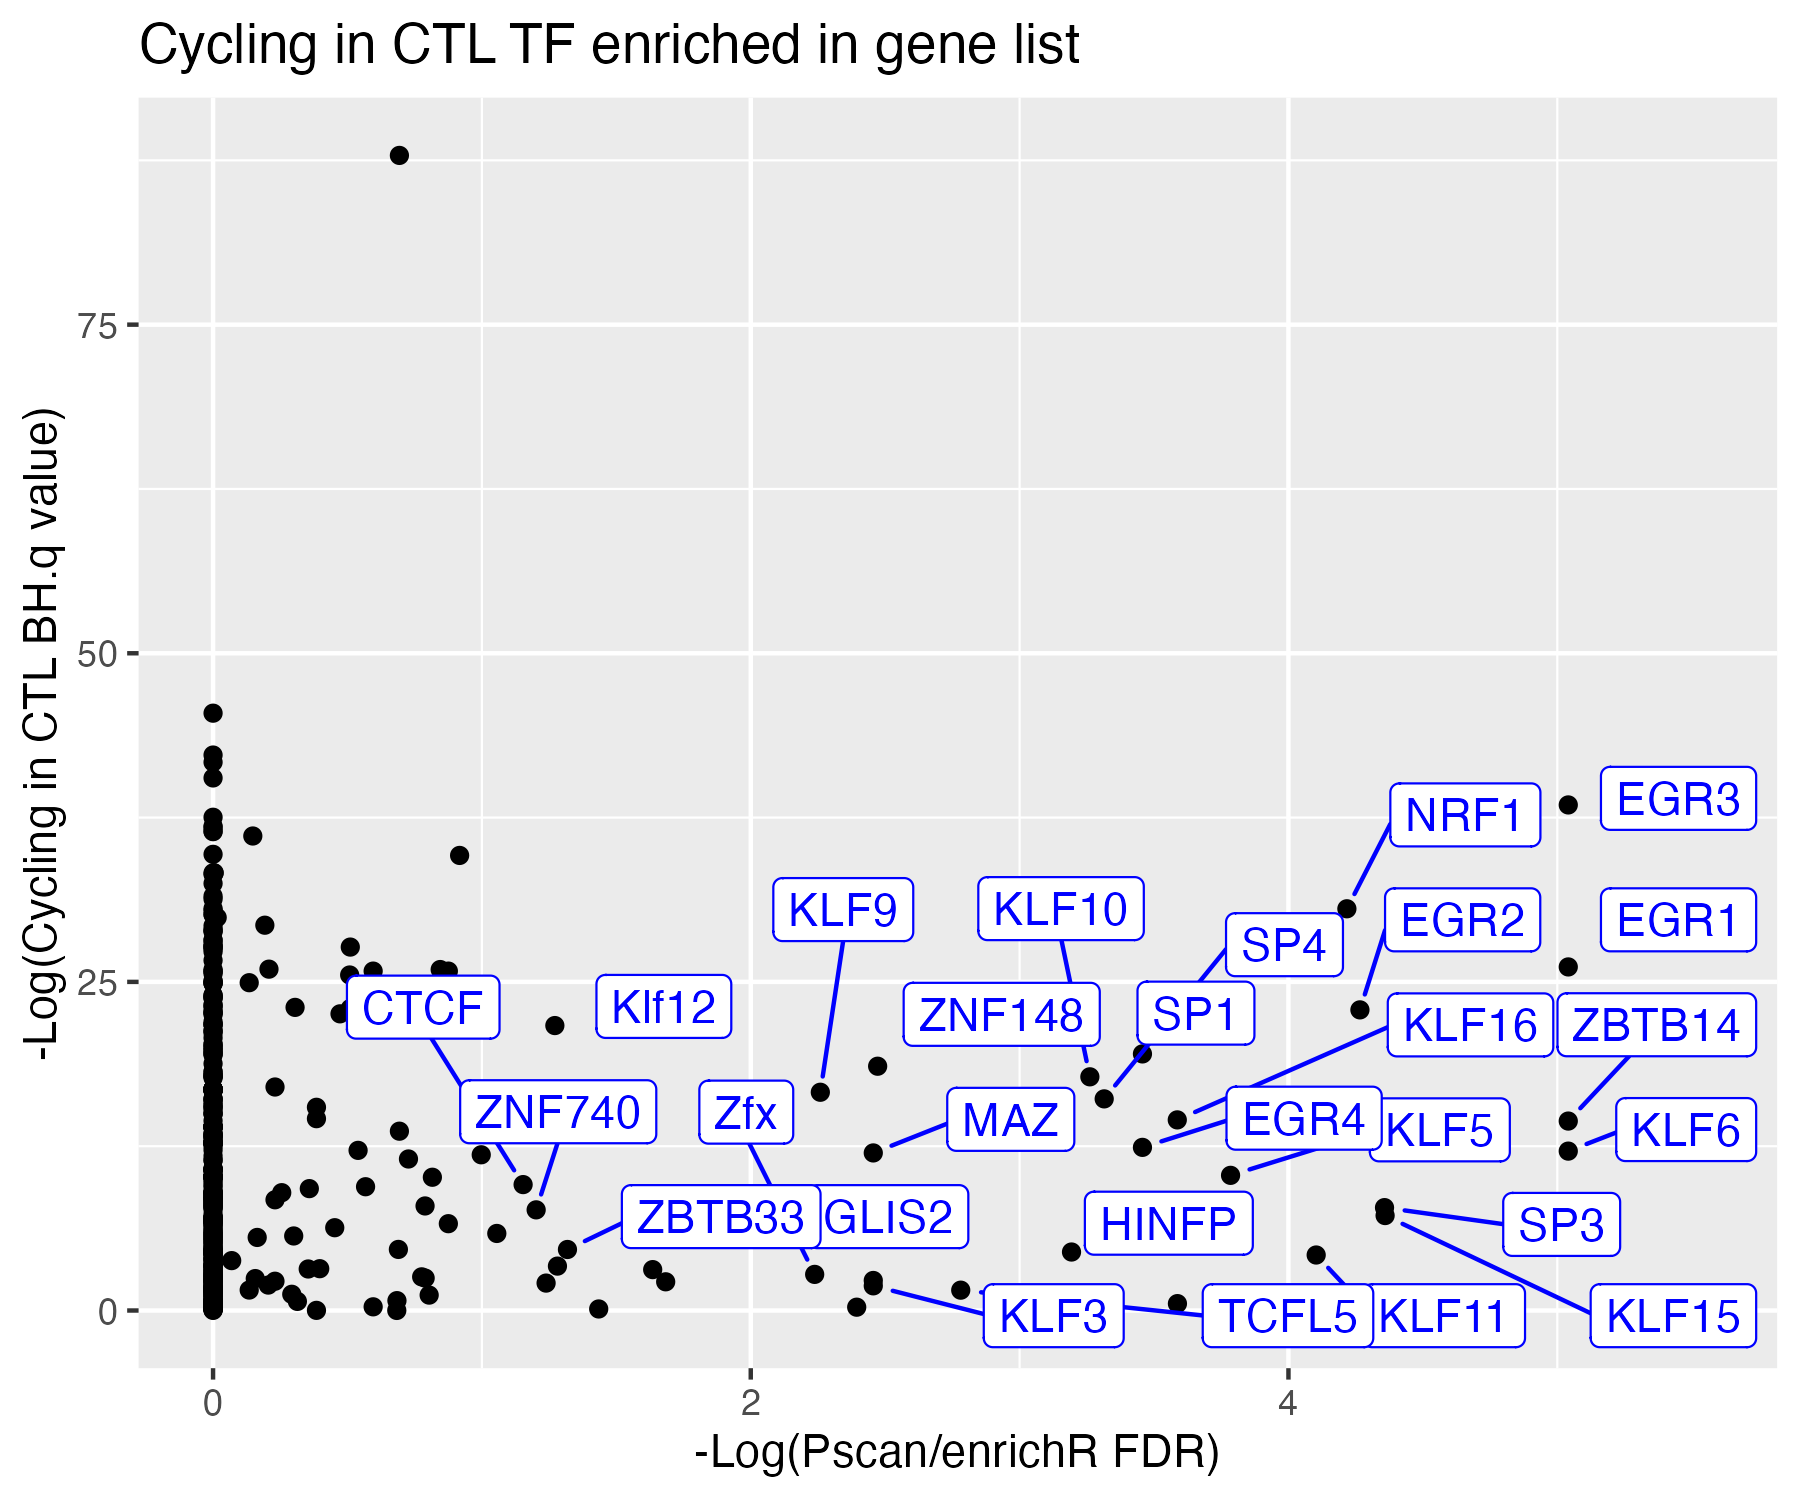 Cycling in CTL TF enriched in gene list
-Log(Cycling in CTL BH.q value)
75
50
25
0
EGR3
NRF1
KLF9
KLF10
EGR2
EGR1
SP4
CTCF
Klf12
ZNF148
SP1
KLF16
ZBTB14
ZNF740
Zfx
MAZ
EGR4
KLF5
KLF6
ZBTB33
GLIS2
HINFP
SP3
KLF3
TCFL5
KLF11
KLF15
0
2
4
-Log(Pscan/enrichR FDR)